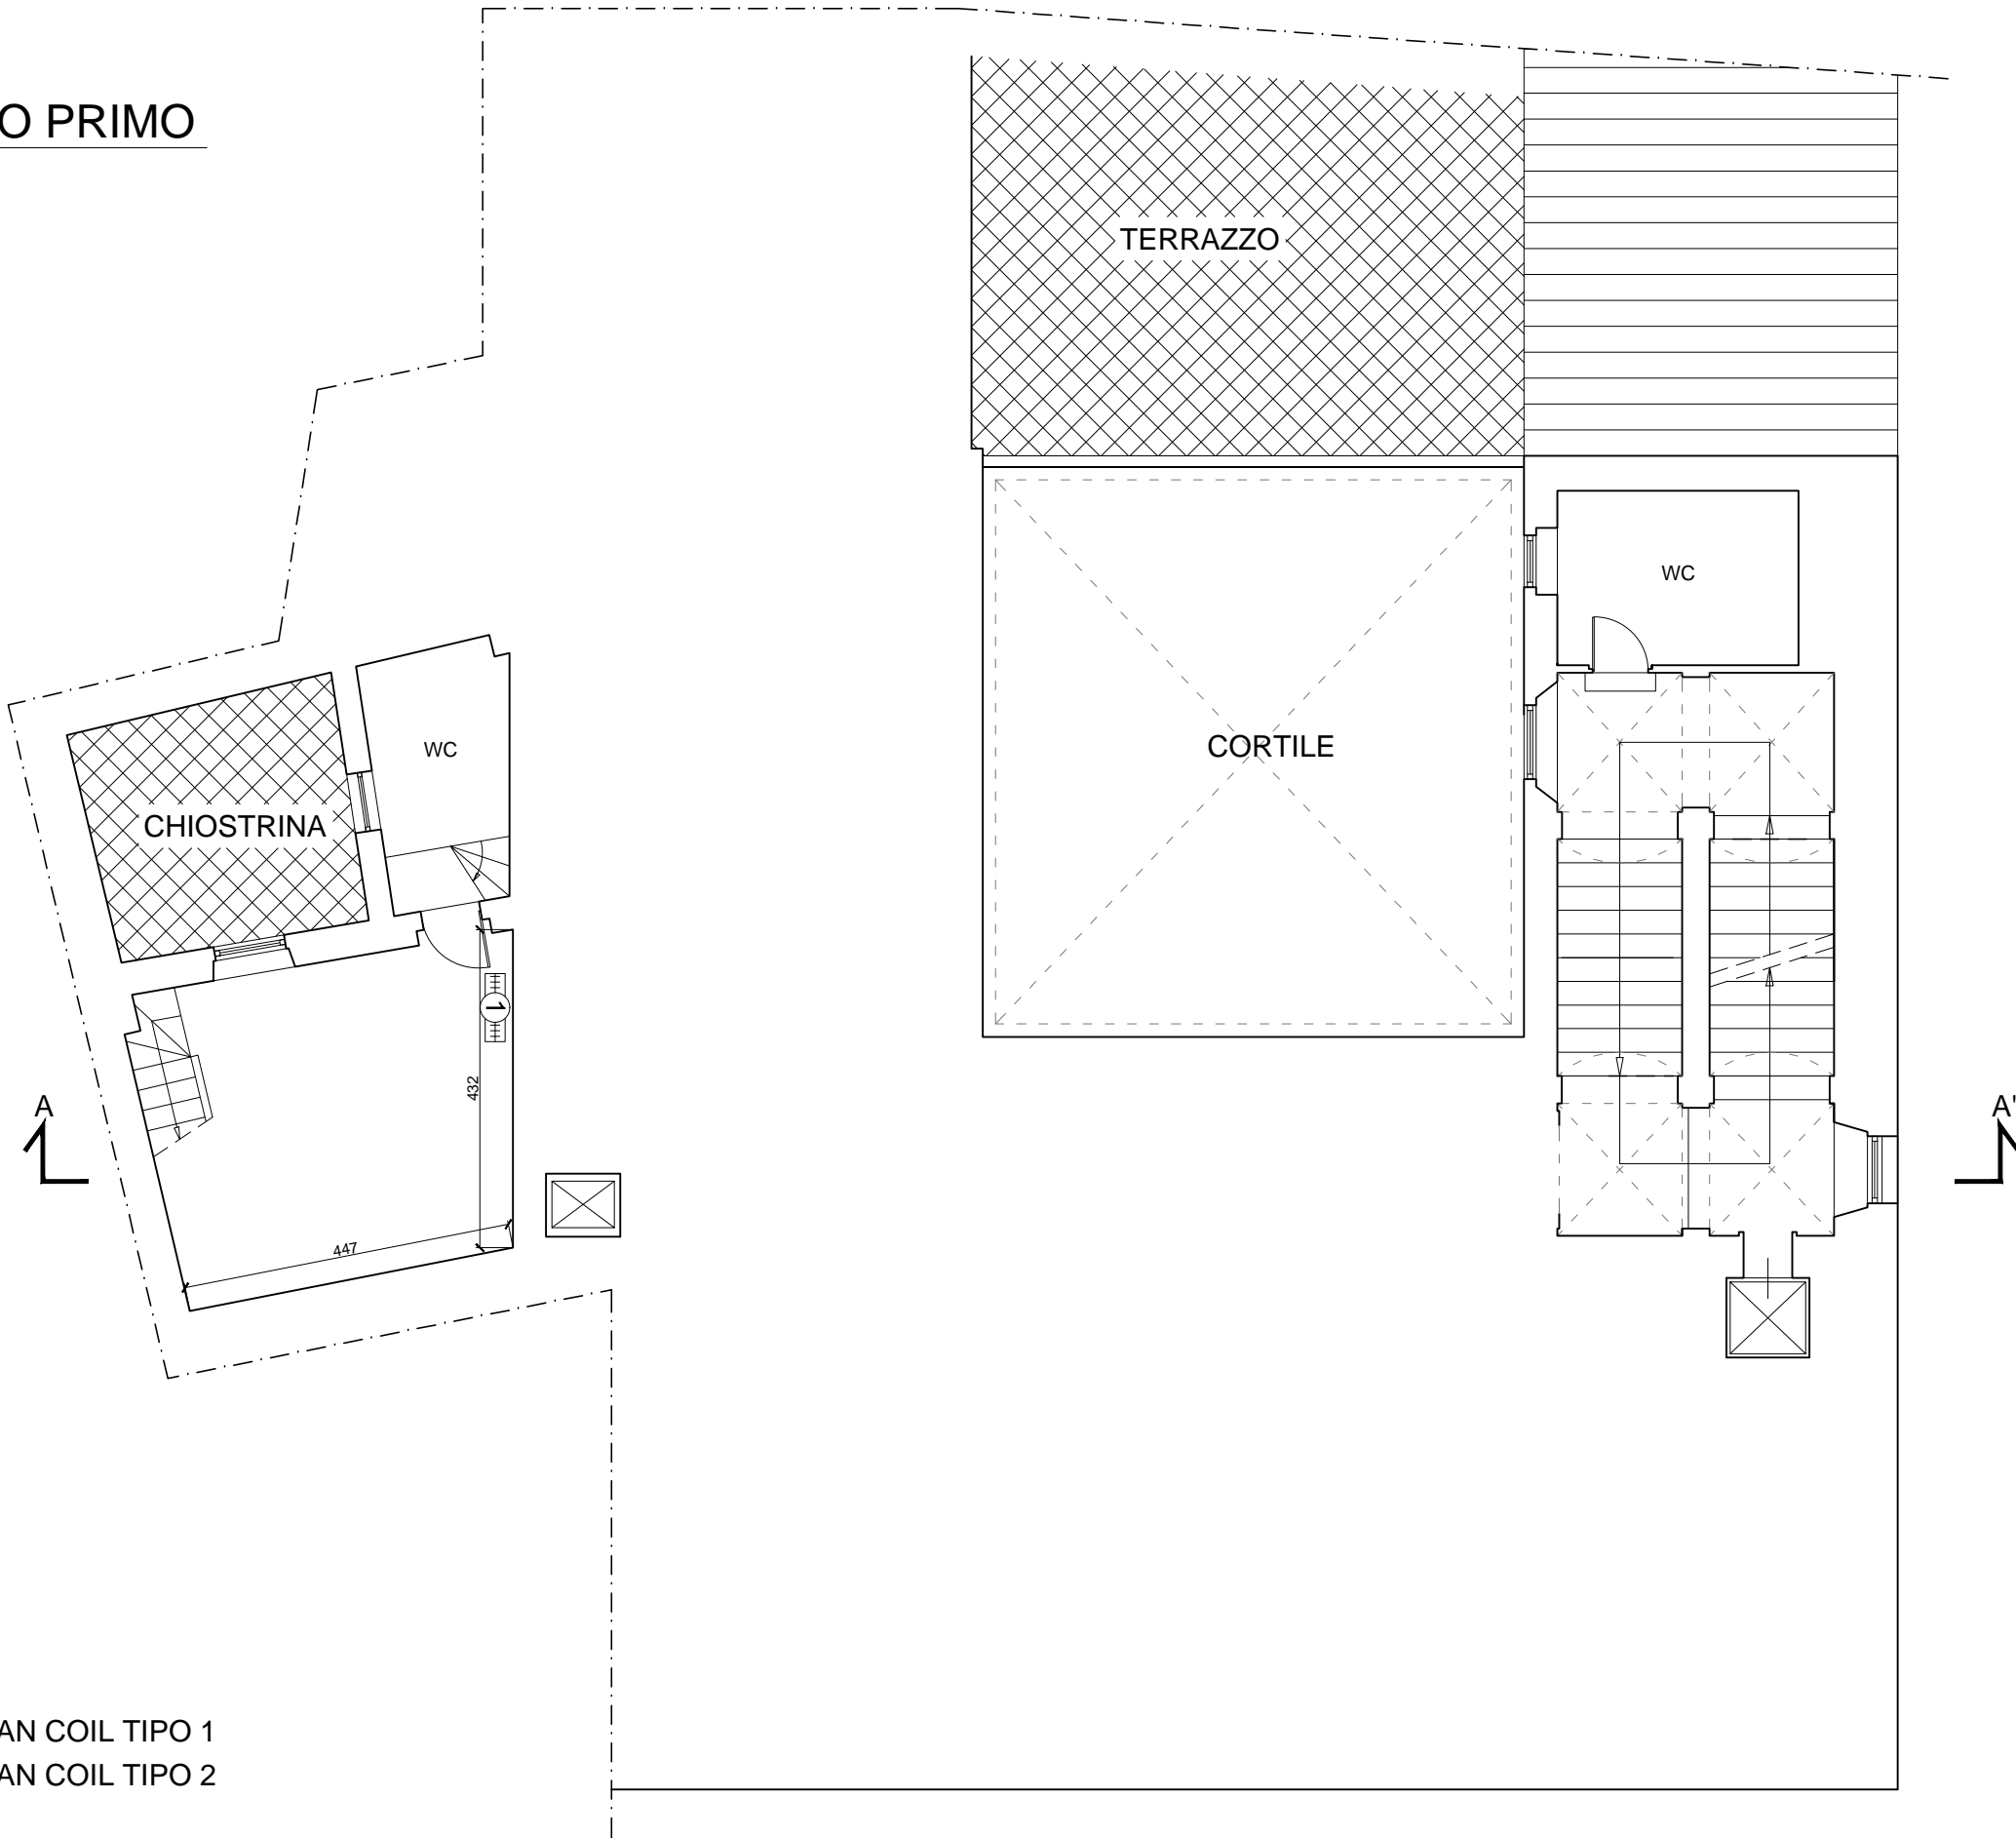 O PRIMO
TERRAZZO
WC
WC
CORTILE
CHIOSTRINA
1
432
A
A'
447
AN COIL TIPO 1
AN COIL TIPO 2